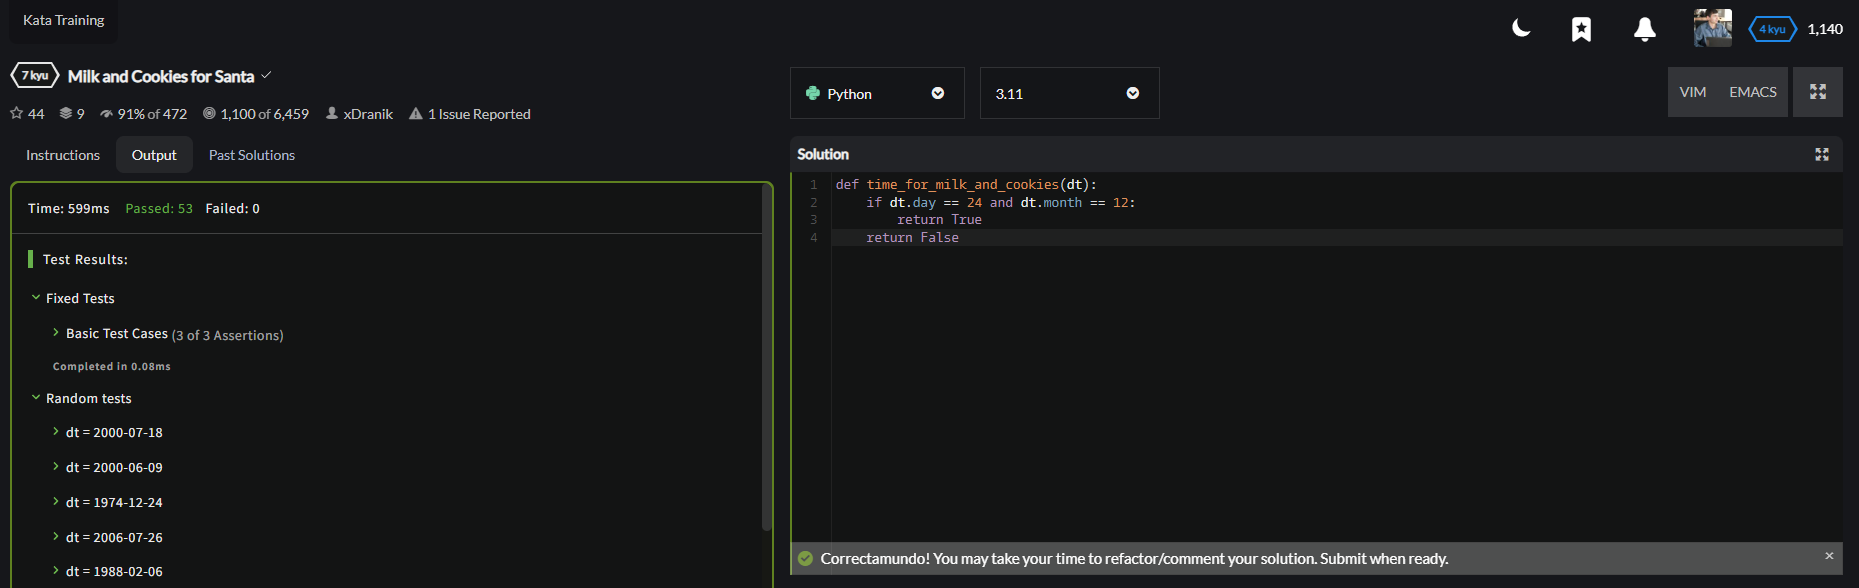 Kata Training
4 kyu 1,140
7 kyu Milk and Cookies for Santa
44 9 91% of 472 1,100 of 6,459 xDranik 1 Issue Reported
Instructions Output Past Solutions
Time: 599ms Passed: 53 Failed: 0
Test Results:
Fixed Tests
Basic Test Cases (3 of 3 Assertions)
Completed in 0.08ms
Random tests
dt = 2000-07-18
dt = 2000-06-09
dt = 1974-12-24
dt = 2006-07-26
dt = 1988-02-06
Python 3.11 VIM EMACS
Solution
1 def time_for_milk_and_cookies(dt):
2 if dt.day == 24 and dt.month == 12:
3 return True
4 return False
Correctamundo! You may take your time to refactor/comment your solution. Submit when ready.